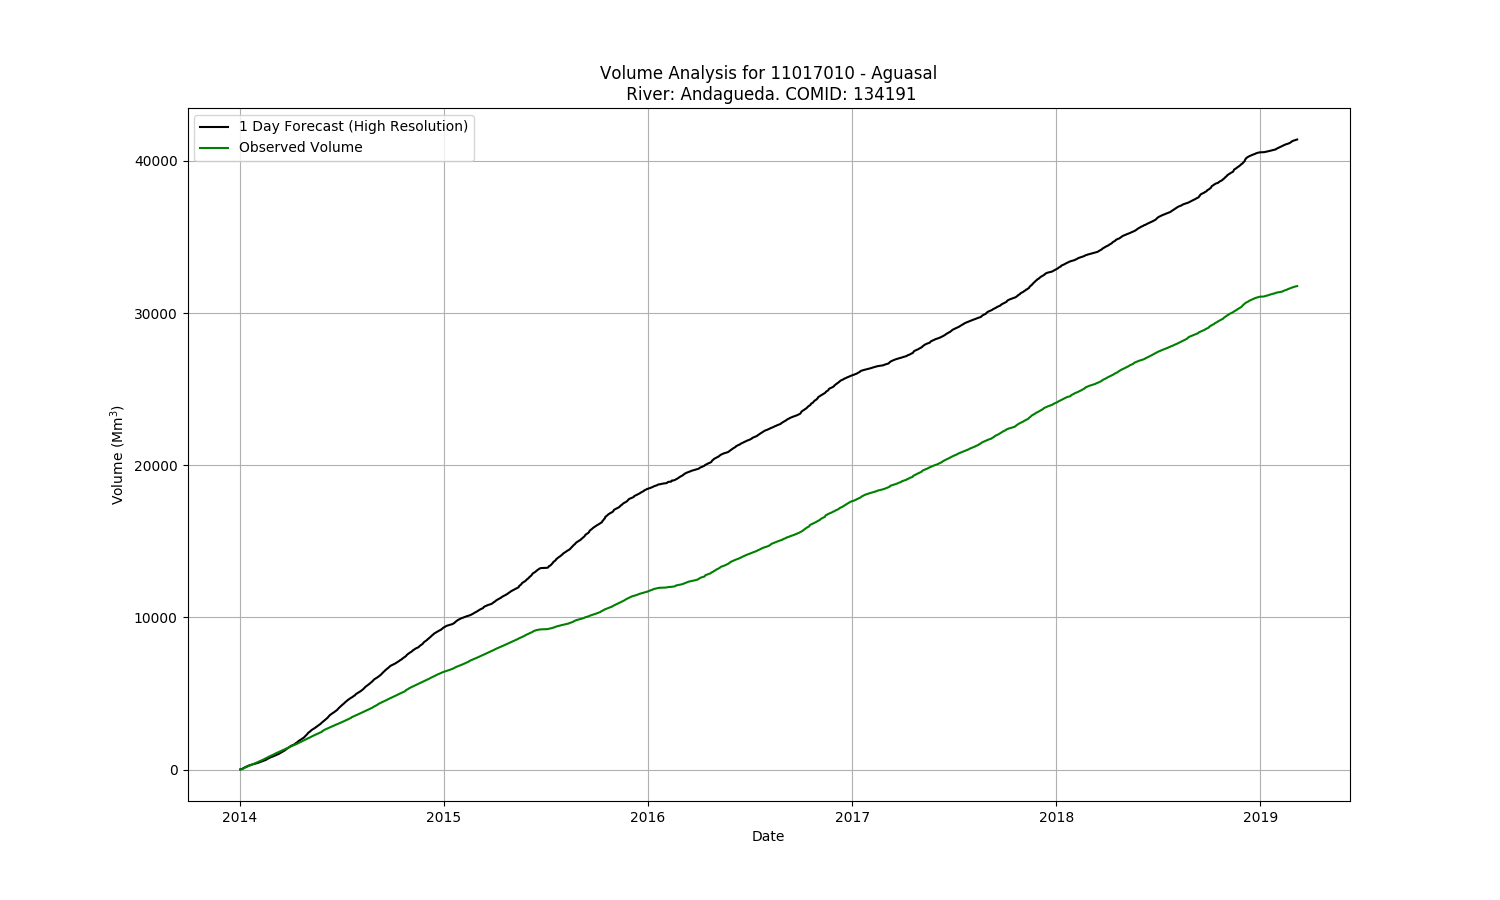 Volume Analysis for 11017010 - Aguasal
River: Andagueda. COMID: 134191
1 Day Forecast (High Resolution)
Observed Volume
40000
30000
20000
10000
0
Volume (Mm³)
2014 2015 2016 2017 2018 2019
Date